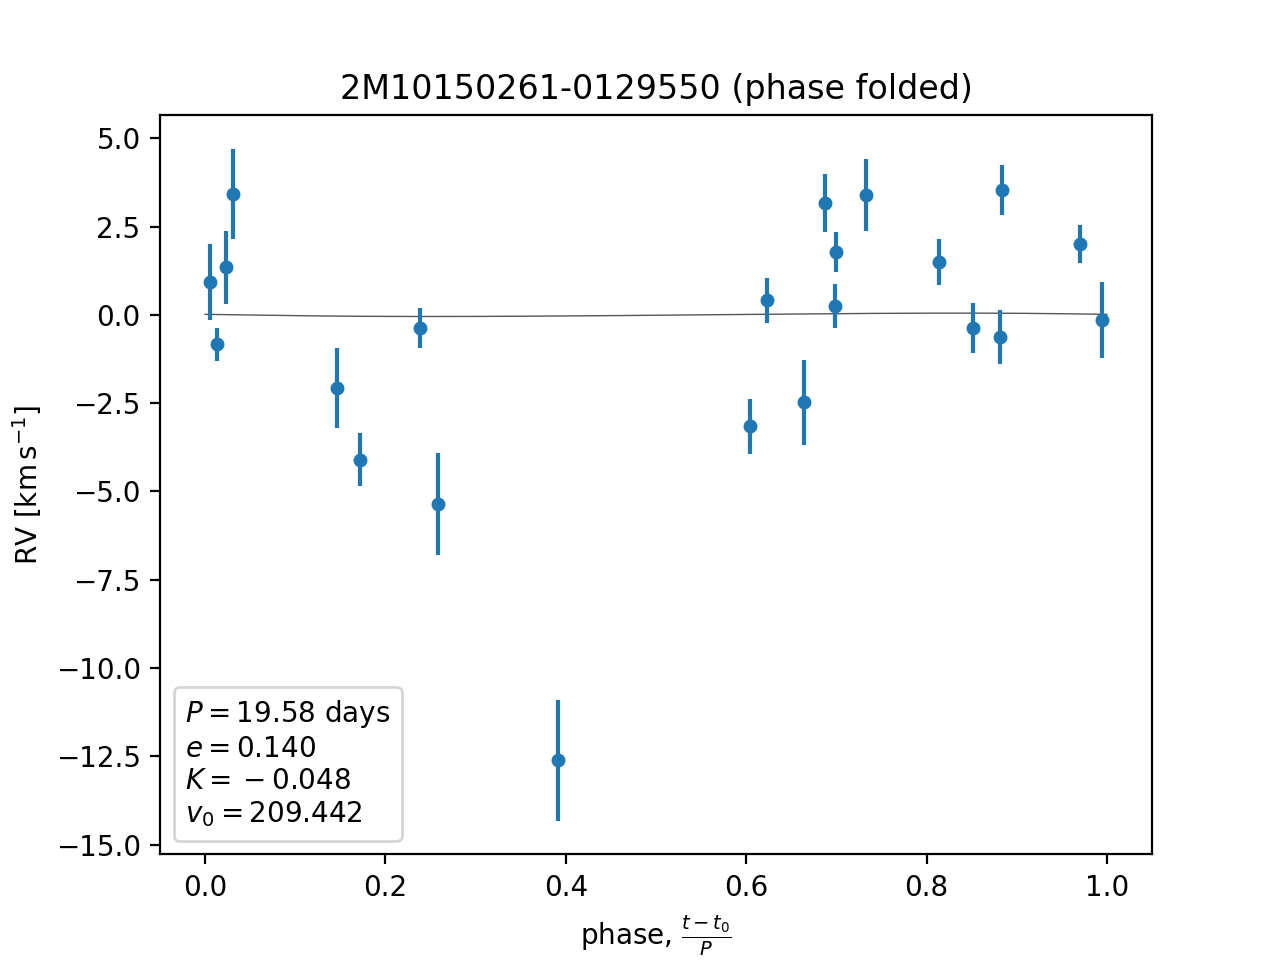 2M10150261-0129550 (phase folded)
RV [km s⁻¹]
5.0
2.5
0.0
−2.5
−5.0
−7.5
−10.0
−12.5
−15.0
P = 19.58 days
e = 0.140
K = −0.048
v₀ = 209.442
0.0 0.2 0.4 0.6 0.8 1.0
phase, (t − t₀)/P